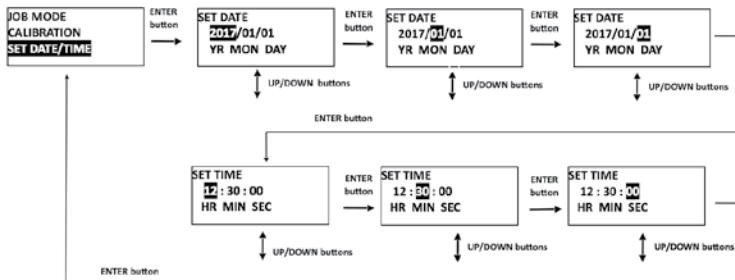 JOB MODE
CALIBRATION
SET DATE/TIME
ENTER
button
SET DATE
2017/01/01
YR MON DAY
UP/DOWN buttons
ENTER
button
SET DATE
2017/01/01
YR MON DAY
UP/DOWN buttons
ENTER
button
SET DATE
2017/01/01
YR MON DAY
UP/DOWN buttons
ENTER button
SET TIME
12 : 30 : 00
HR MIN SEC
UP/DOWN buttons
ENTER
button
SET TIME
12 : 30 : 00
HR MIN SEC
UP/DOWN buttons
ENTER
button
SET TIME
12 : 30 : 00
HR MIN SEC
UP/DOWN buttons
ENTER button